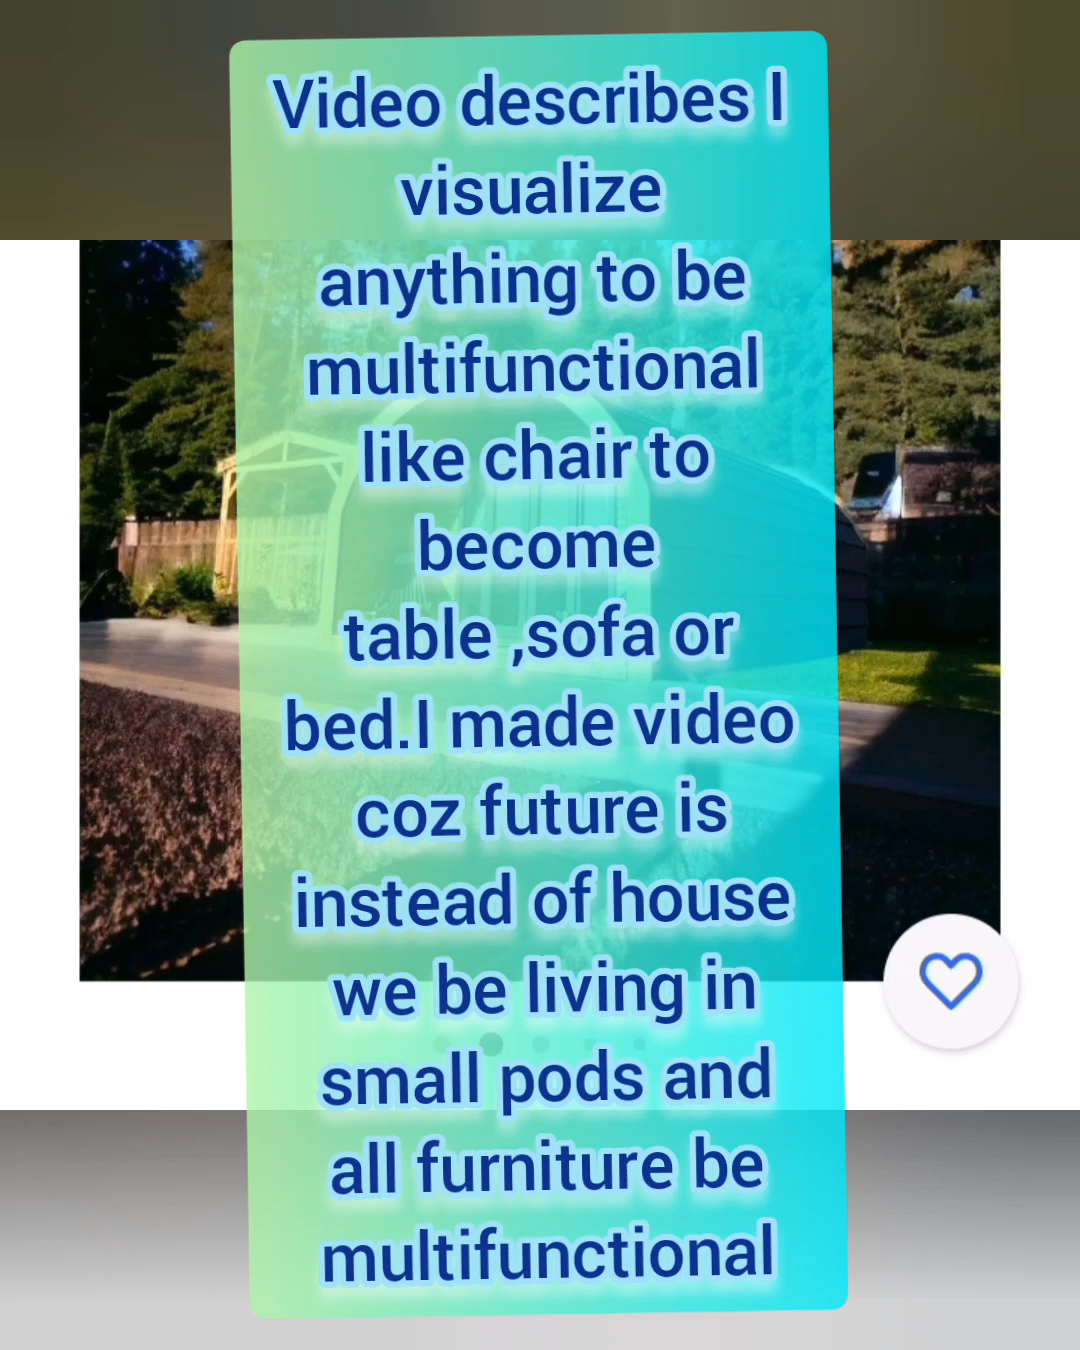 Video describes I
visualize
anything to be
multifunctional
like chair to
become
table ,sofa or
bed.I made video
coz future is
instead of house
we be living in
small pods and
all furniture be
multifunctional